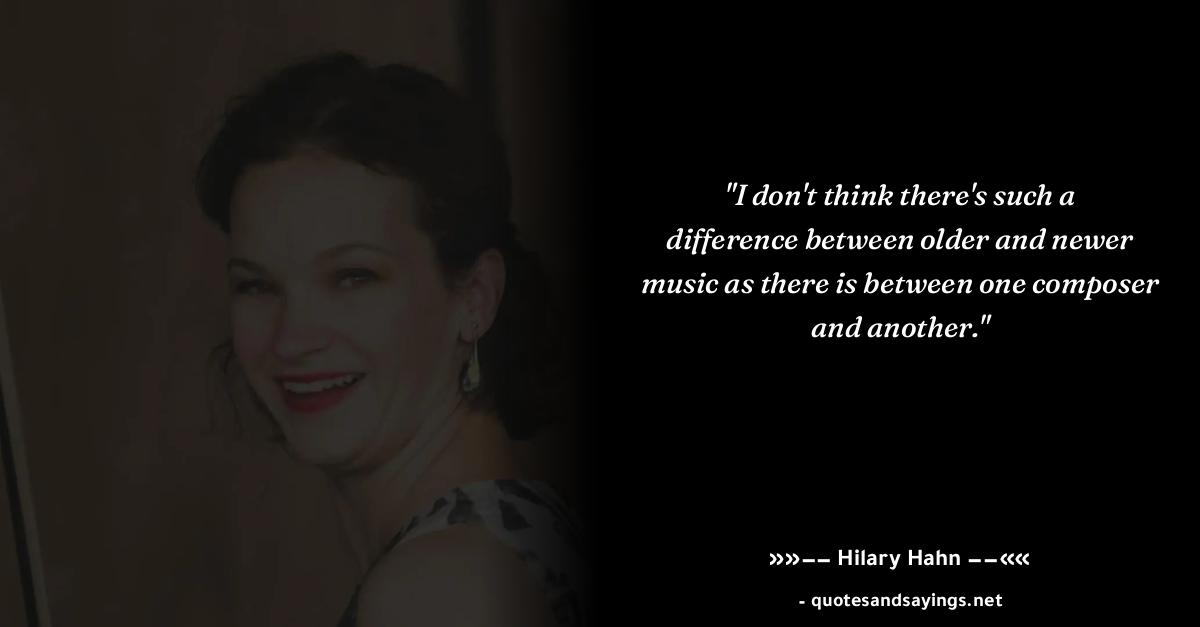 "I don't think there's such a
difference between older and newer
music as there is between one composer
and another."
»»−− Hilary Hahn −−««
- quotesandsayings.net